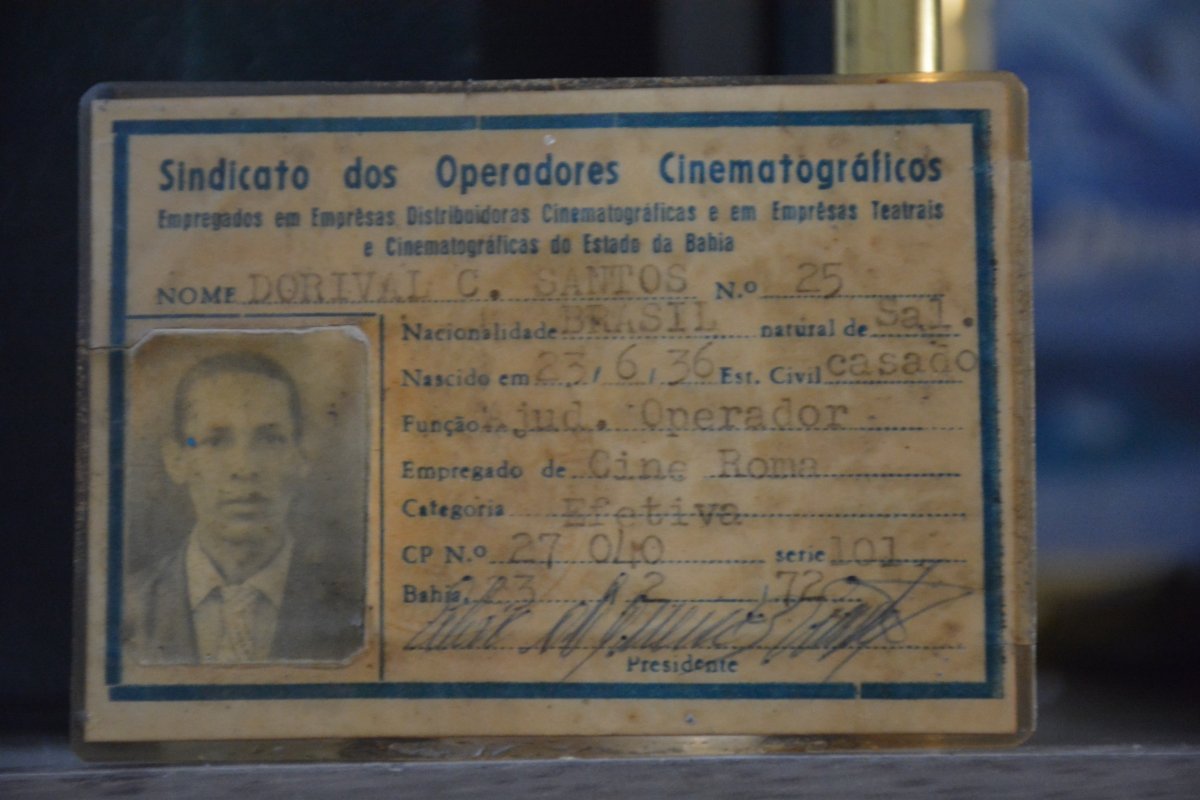 Sindicato dos Operadores Cinematográficos
Empregados em Emprêsas Distribuidoras Cinematográficas e em Emprêsas Teatrais
e Cinematográficas do Estado da Bahia
NOME DORIVAL C. SANTOS N.º 25
Nacionalidade BRASIL natural de Sal.
Nascido em 23 / 6 / 36 Est. Civil casado
Função Ajud. Operador
Empregado de Cine Roma
Categoria Efetiva
CP N.º 27 040 serie 101
Bahia, 23 / 2 / 72
Presidente